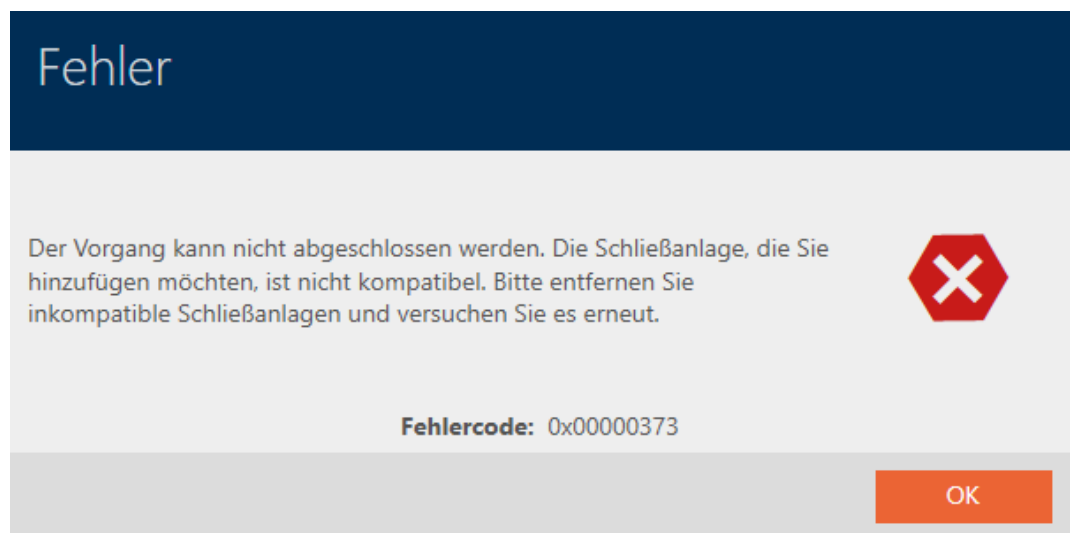 Fehler
Der Vorgang kann nicht abgeschlossen werden. Die Schließanlage, die Sie
hinzufügen möchten, ist nicht kompatibel. Bitte entfernen Sie
inkompatible Schließanlagen und versuchen Sie es erneut.
Fehlercode: 0x00000373
OK